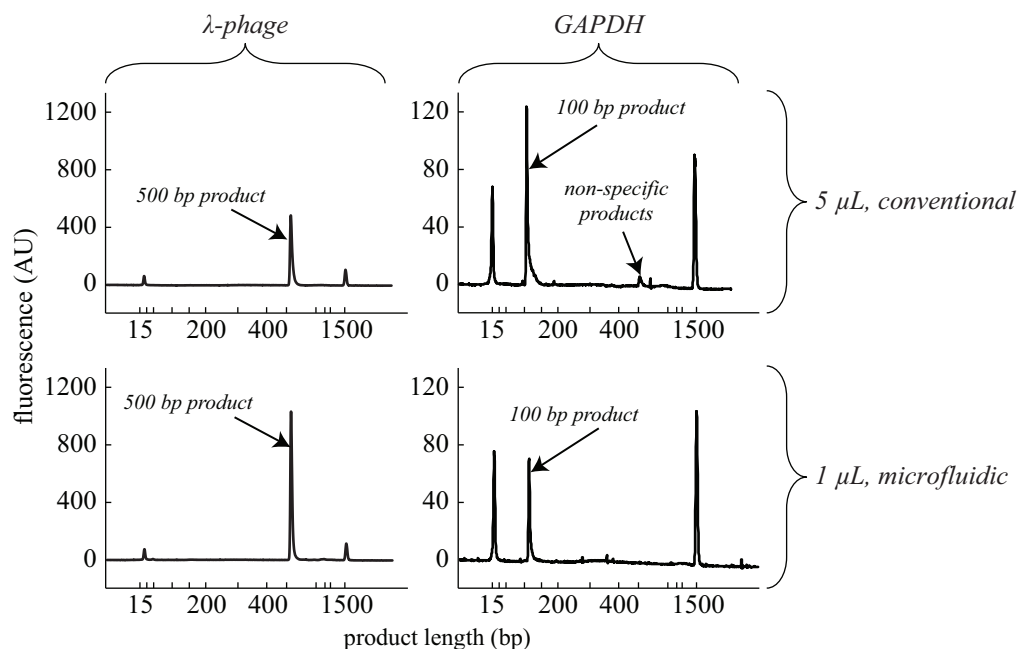 λ-phage
GAPDH
fluorescence (AU)
1200
800
400
0
500 bp product
15 200 400 1500
120
80
40
0
100 bp product
non-specific
products
15 200 400 1500
5 µL, conventional
1200
800
400
0
500 bp product
15 200 400 1500
120
80
40
0
100 bp product
15 200 400 1500
1 µL, microfluidic
product length (bp)